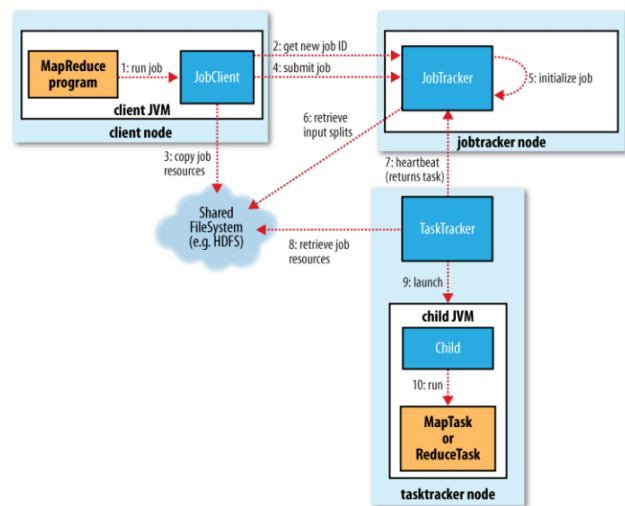 MapReduce
program
1: run job
JobClient
client JVM
client node
2: get new job ID
4: submit job
JobTracker
5: initialize job
jobtracker node
3: copy job
resources
6: retrieve
input splits
7: heartbeat
(returns task)
Shared
FileSystem
(e.g. HDFS)
8: retrieve job
resources
TaskTracker
9: launch
child JVM
Child
10: run
MapTask
or
ReduceTask
tasktracker node